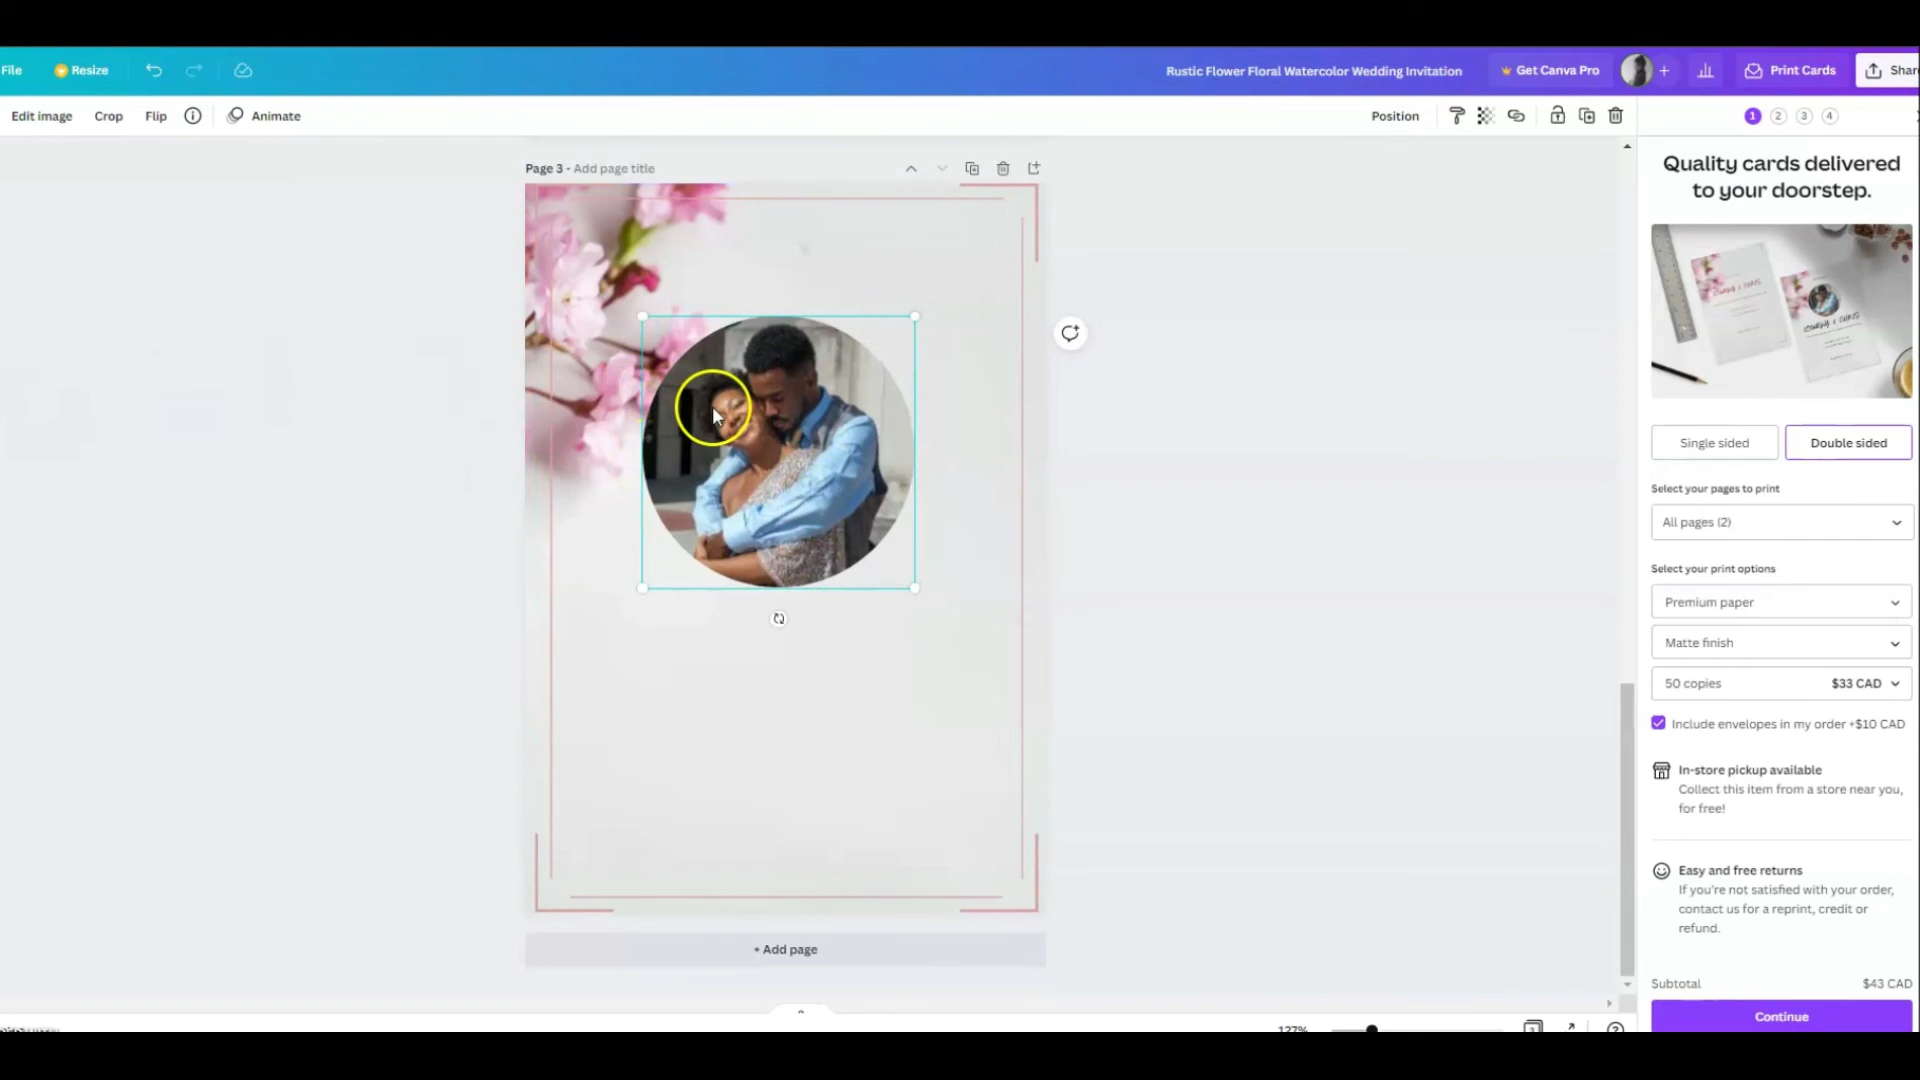 File
Resize
Rustic Flower Floral Watercolor Wedding Invitation
Get Canva Pro
Print Cards
Shar
Edit image
Crop
Flip
Animate
Position
1
2
3
4
Page 3 - Add page title
Quality cards delivered
to your doorstep.
Single sided
Double sided
Select your pages to print
All pages (2)
Select your print options
Premium paper
Matte finish
50 copies
$33 CAD
Include envelopes in my order +$10 CAD
In-store pickup available
Collect this item from a store near you,
for free!
Easy and free returns
If you're not satisfied with your order,
contact us for a reprint, credit or
refund.
+ Add page
Subtotal
$43 CAD
Continue
127%